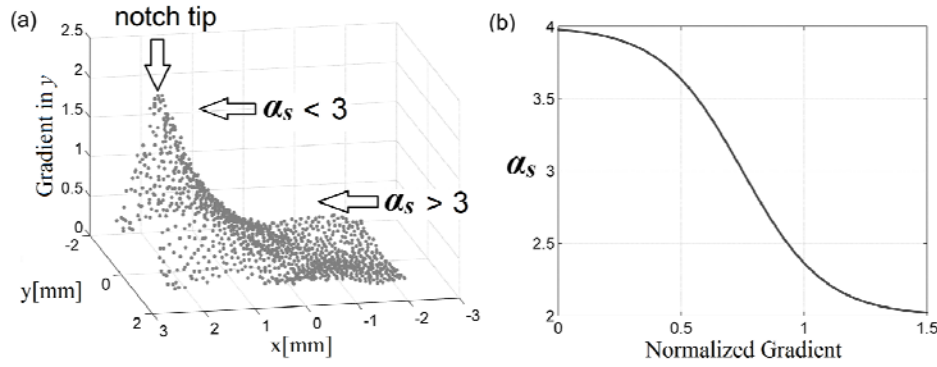 (a)
notch tip
2.5
2
1.5
1
0.5
0
Gradient in y
αs < 3
αs > 3
-2
0
2
y[mm]
3
2
1
0
-1
-2
-3
x[mm]
(b)
4
3.5
αs 3
2.5
2
0
0.5
1
1.5
Normalized Gradient